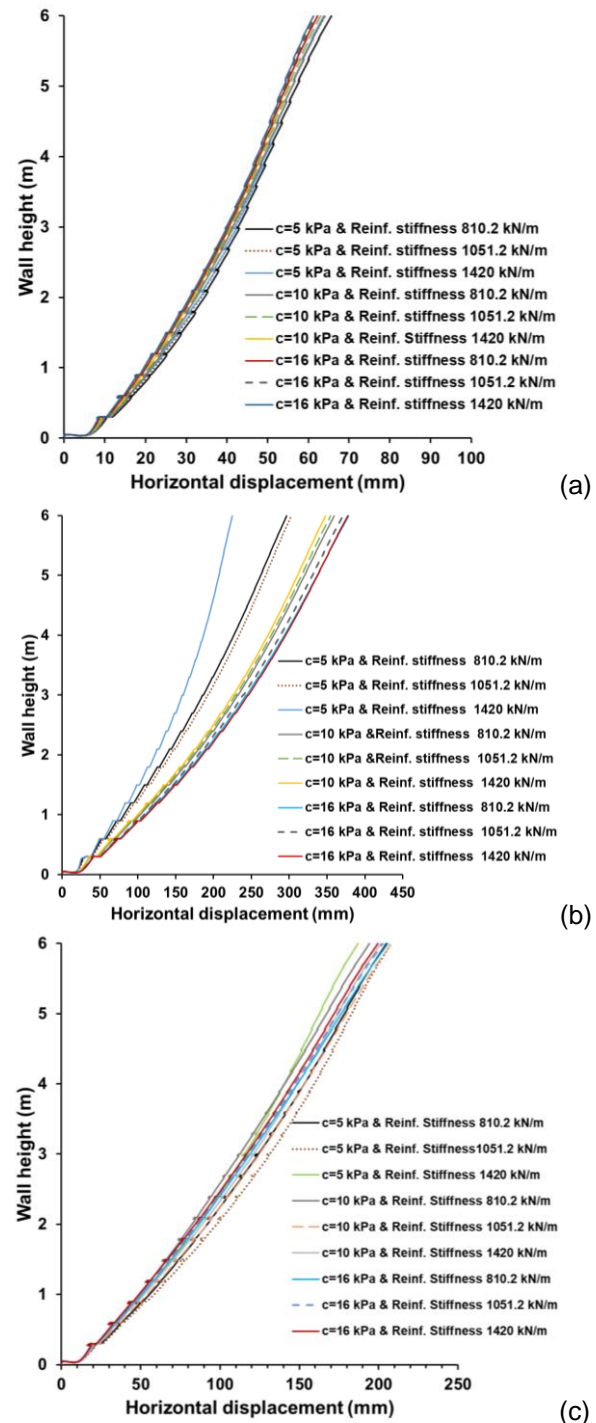 6
5
4
3
2
1
0
Wall height (m)
c=5 kPa & Reinf. stiffness 810.2 kN/m
c=5 kPa & Reinf. stiffness 1051.2 kN/m
c=5 kPa & Reinf. stiffness 1420 kN/m
c=10 kPa & Reinf. stiffness 810.2 kN/m
c=10 kPa & Reinf. stiffness 1051.2 kN/m
c=10 kPa & Reinf. Stiffness 1420 kN/m
c=16 kPa & Reinf. stiffness 810.2 kN/m
c=16 kPa & Reinf. stiffness 1051.2 kN/m
c=16 kPa & Reinf. stiffness 1420 kN/m
0 10 20 30 40 50 60 70 80 90 100
Horizontal displacement (mm)
(a)
6
5
4
3
2
1
0
Wall height (m)
c=5 kPa & Reinf. stiffness 810.2 kN/m
c=5 kPa & Reinf. stiffness 1051.2 kN/m
c=5 kPa & Reinf. stiffness 1420 kN/m
c=10 kPa & Reinf. stiffness 810.2 kN/m
c=10 kPa &Reinf. stiffness 1051.2 kN/m
c=10 kPa & Reinf. stiffness 1420 kN/m
c=16 kPa & Reinf. stiffness 810.2 kN/m
c=16 kPa & Reinf. stiffness 1051.2 kN/m
c=16 kPa & Reinf. stiffness 1420 kN/m
0 50 100 150 200 250 300 350 400 450
Horizontal displacement (mm)
(b)
6
5
4
3
2
1
0
Wall height (m)
c=5 kPa & Reinf. Stiffness 810.2 kN/m
c=5 kPa & Reinf. Stiffness1051.2 kN/m
c=5 kPa & Reinf. Stiffness 1420 kN/m
c=10 kPa & Reinf. Stiffness 810.2 kN/m
c=10 kPa & Reinf. Stiffness 1051.2 kN/m
c=10 kPa & Reinf. Stiffness 1420 kN/m
c=16 kPa & Reinf. Stiffness 810.2 kN/m
c=16 kPa & Reinf. Stiffness 1051.2 kN/m
c=16 kPa & Reinf. Stiffness 1420 kN/m
0 50 100 150 200 250
Horizontal displacement (mm)
(c)